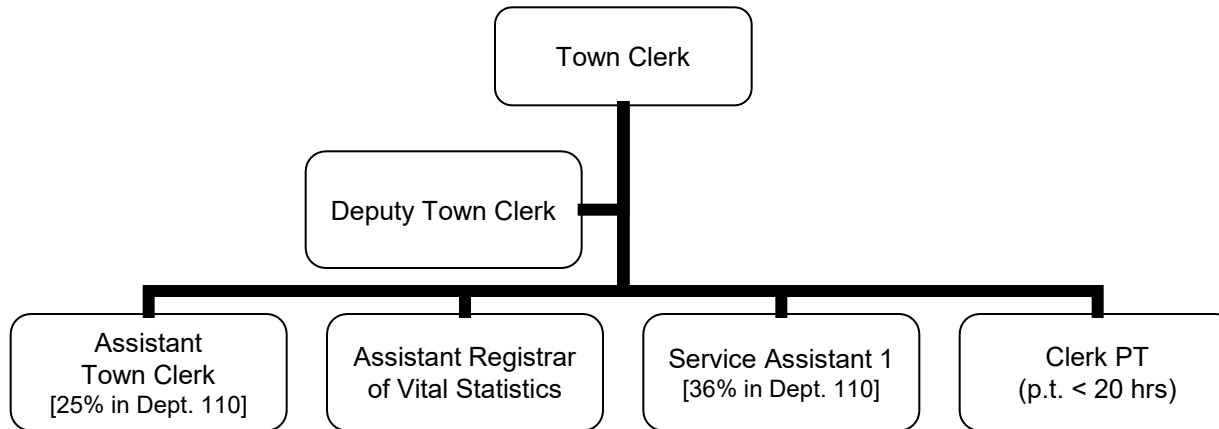 Town Clerk
Deputy Town Clerk
Assistant
Town Clerk
[25% in Dept. 110]
Assistant Registrar
of Vital Statistics
Service Assistant 1
[36% in Dept. 110]
Clerk PT
(p.t. < 20 hrs)